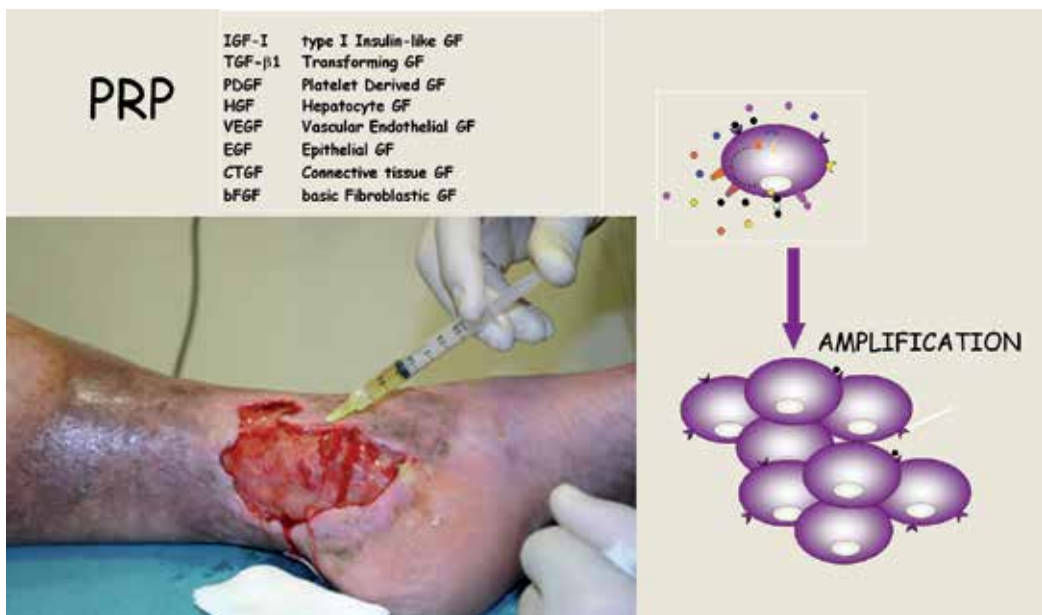 PRP
IGF-I type I Insulin-like GF
TGF-β1 Transforming GF
PDGF Platelet Derived GF
HGF Hepatocyte GF
VEGF Vascular Endothelial GF
EGF Epithelial GF
CTGF Connective tissue GF
bFGF basic Fibroblastic GF
AMPLIFICATION